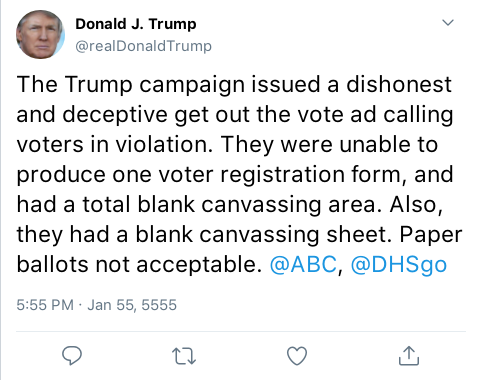 Donald J. Trump
@realDonaldTrump
The Trump campaign issued a dishonest
and deceptive get out the vote ad calling
voters in violation. They were unable to
produce one voter registration form, and
had a total blank canvassing area. Also,
they had a blank canvassing sheet. Paper
ballots not acceptable. @ABC, @DHSgo
5:55 PM · Jan 55, 5555